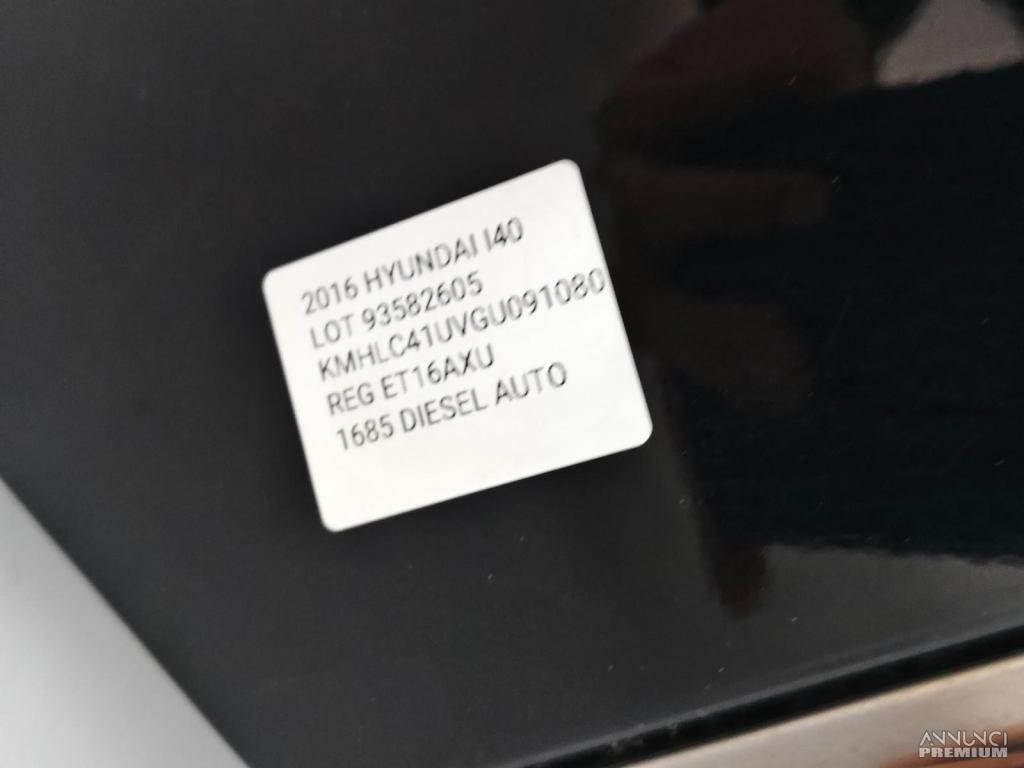 2016 HYUNDAI I40
LOT 93582605
KMHLC41UVGU091080
REG ET16AXU
1685 DIESEL AUTO
ANNUNCI
PREMIUM